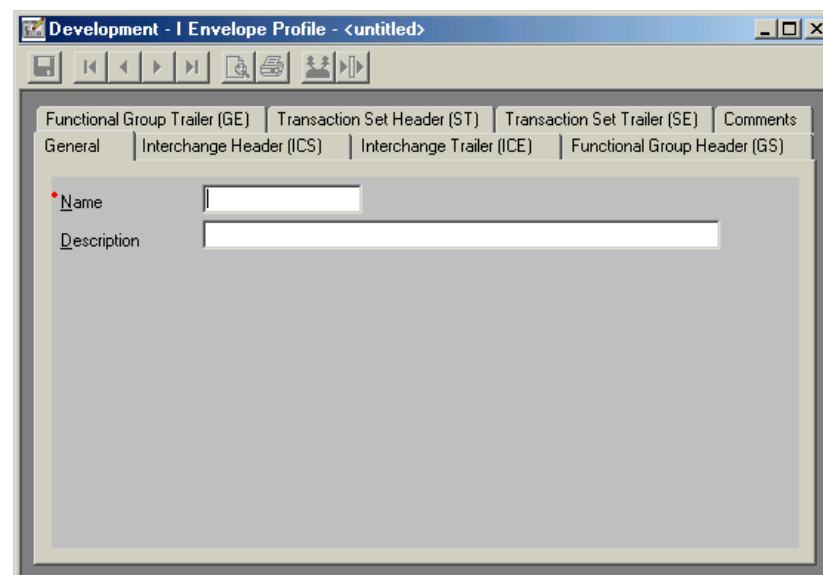 Development - I Envelope Profile - <untitled>
Functional Group Trailer (GE) Transaction Set Header (ST) Transaction Set Trailer (SE) Comments
General Interchange Header (ICS) Interchange Trailer (ICE) Functional Group Header (GS)
Name
Description